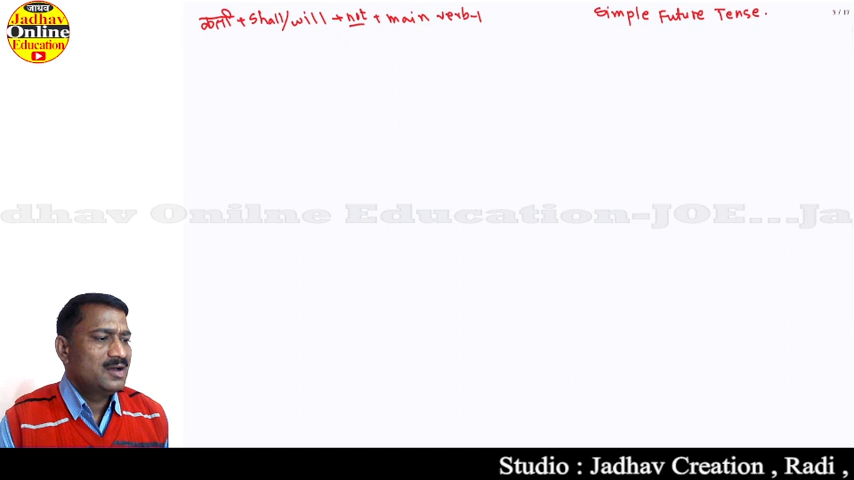 जाधव
Jadhav
Online
Education
कर्ता + Shall/will + not + main verb-1
Simple Future Tense.
dhav Onilne Education-JOE...Ja
Studio : Jadhav Creation , Radi ,